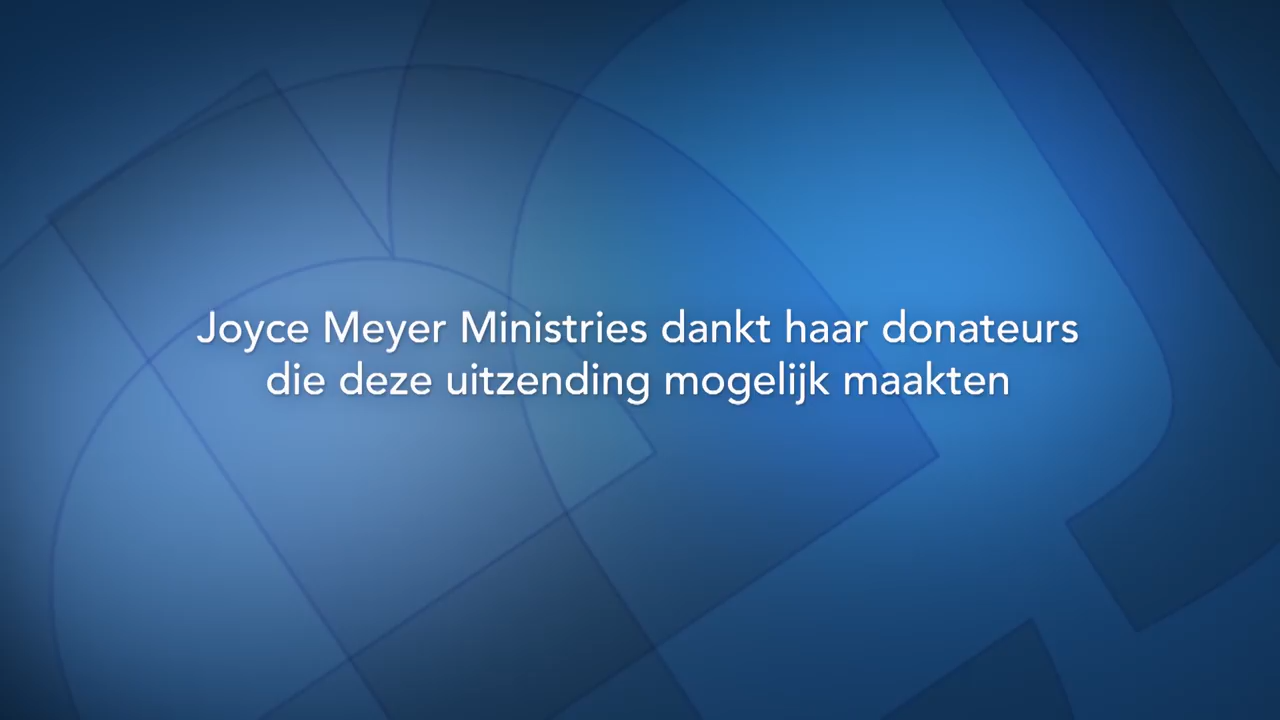 Joyce Meyer Ministries dankt haar donateurs
die deze uitzending mogelijk maakten